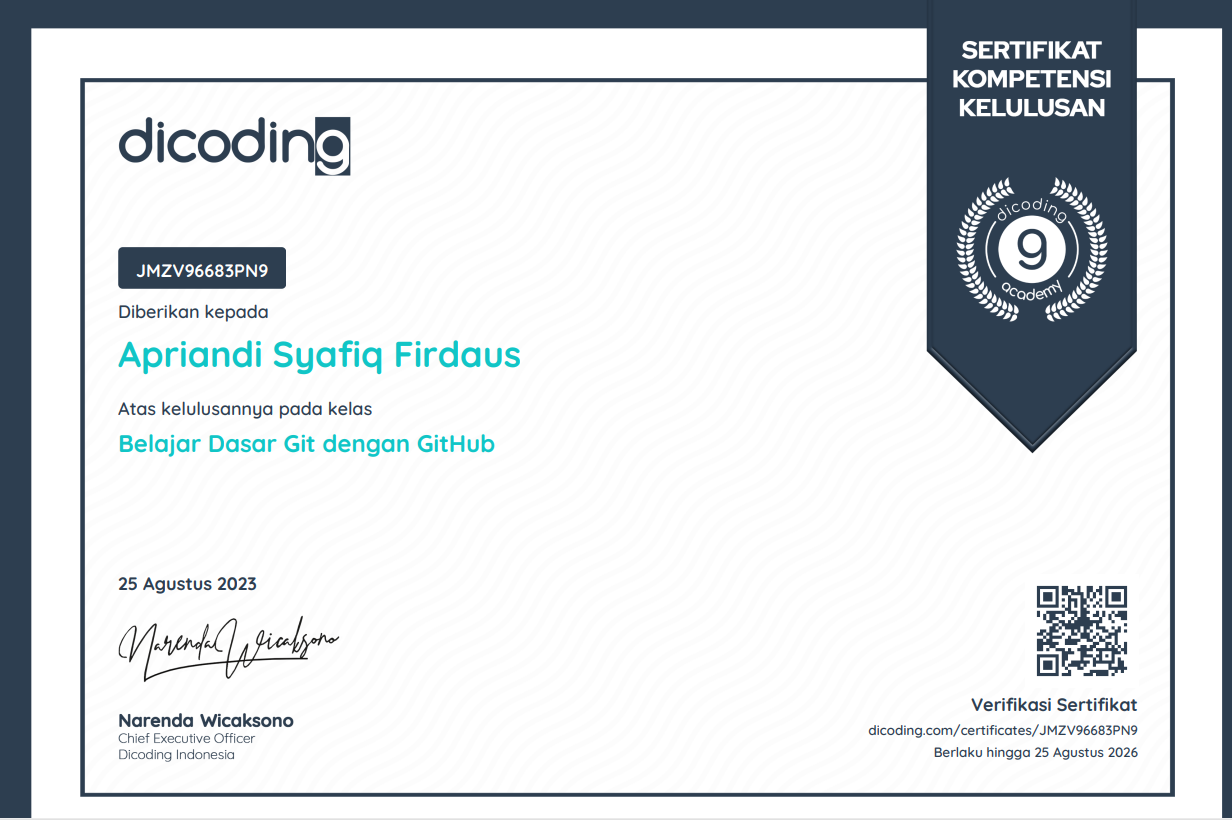 SERTIFIKAT
KOMPETENSI
KELULUSAN
dicoding
dicoding
9
academy
JMZV96683PN9
Diberikan kepada
Apriandi Syafiq Firdaus
Atas kelulusannya pada kelas
Belajar Dasar Git dengan GitHub
25 Agustus 2023
Narenda Wicaksono
Narenda Wicaksono
Chief Executive Officer
Dicoding Indonesia
Verifikasi Sertifikat
dicoding.com/certificates/JMZV96683PN9
Berlaku hingga 25 Agustus 2026